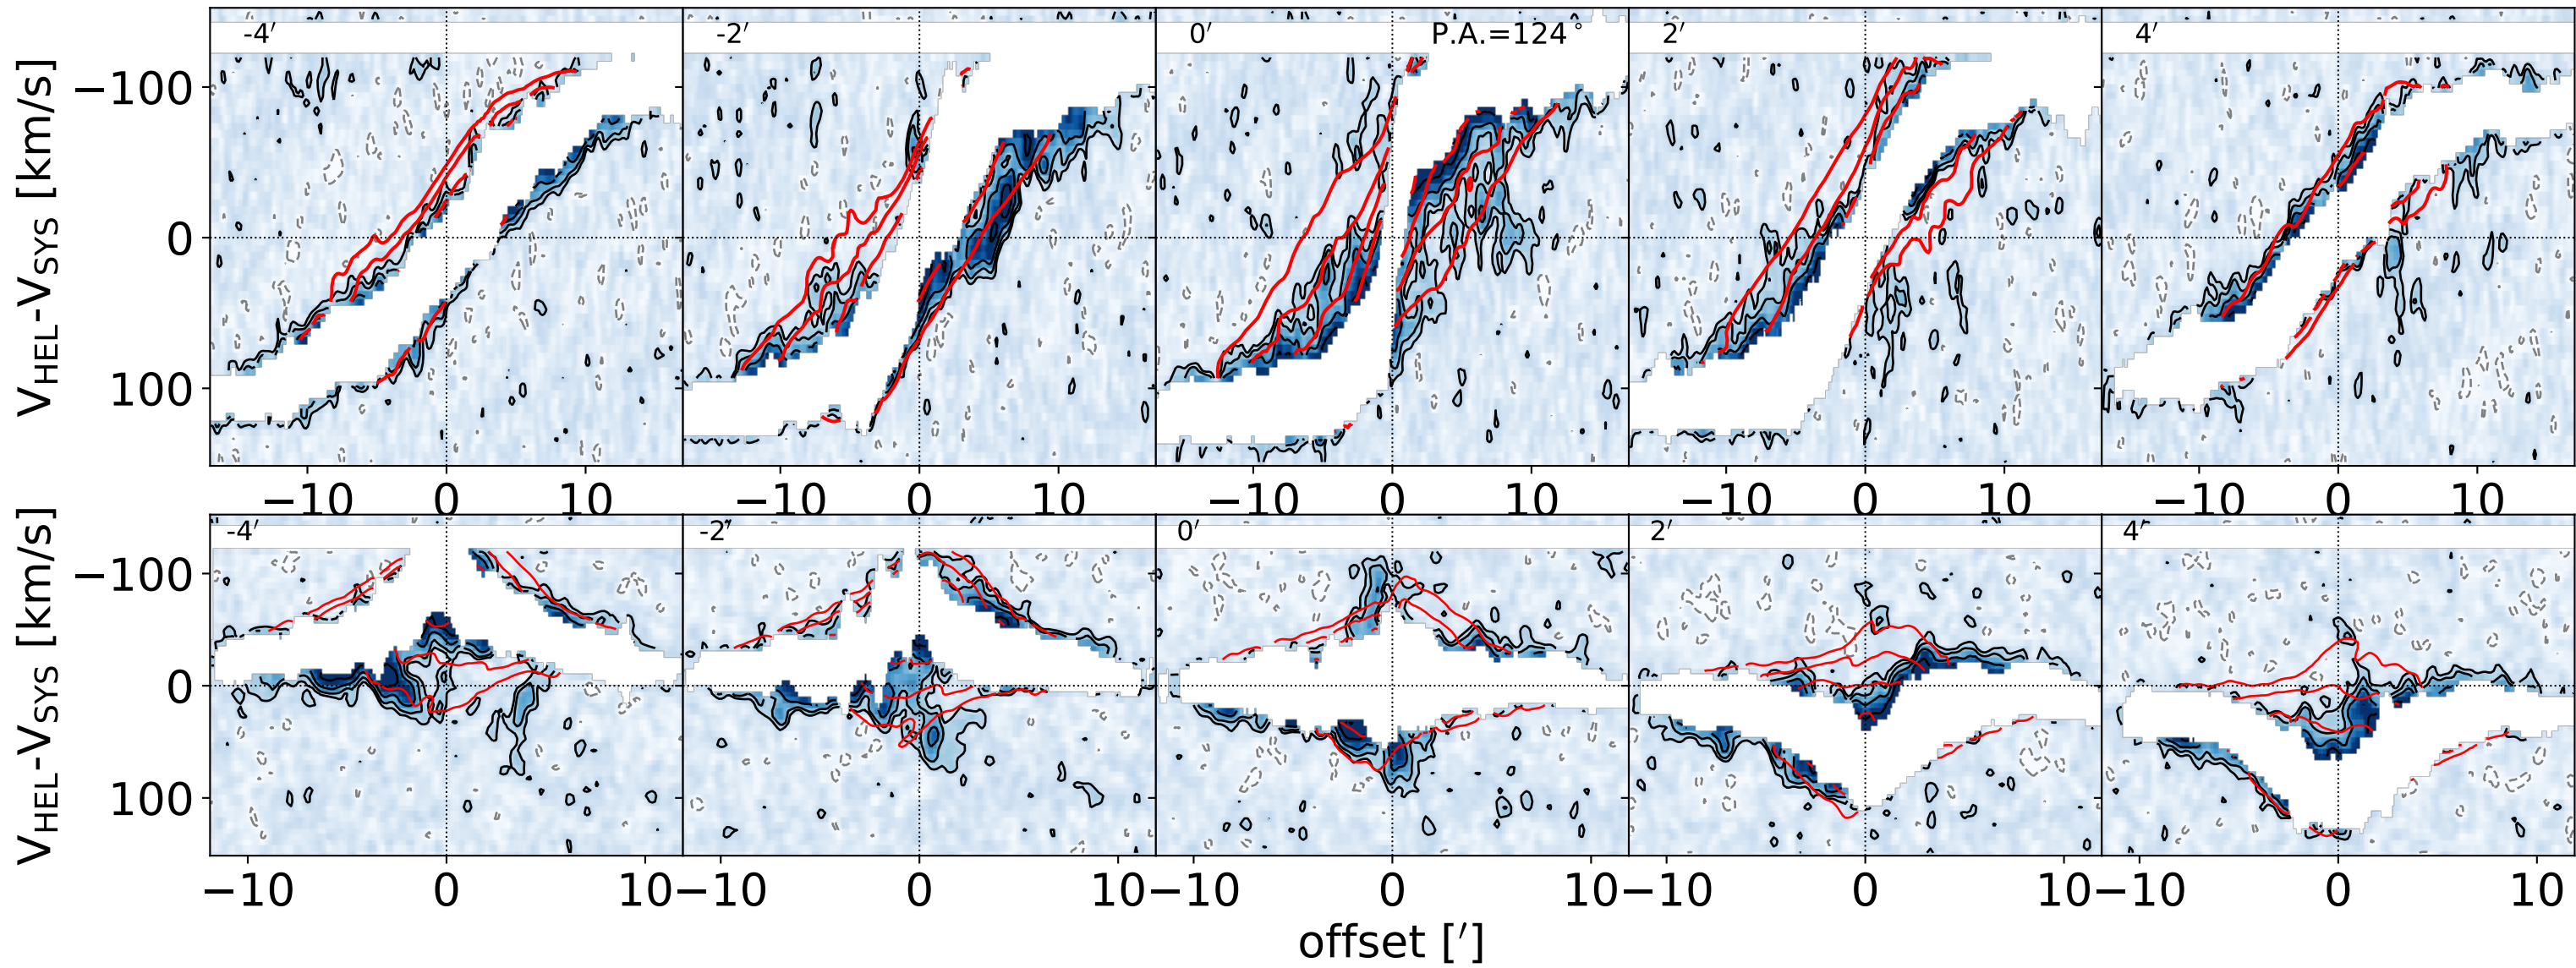 -4′ -2′ 0′ P.A.=124° 2′ 4′
V_HEL-V_SYS [km/s]
−100
0
100
−10 0 10 −10 0 10 −10 0 10 −10 0 10 −10 0 10
-4′ -2′ 0′ 2′ 4′
V_HEL-V_SYS [km/s]
−100
0
100
−10 0 10 −10 0 10 −10 0 10 −10 0 10 −10 0 10
offset [′]